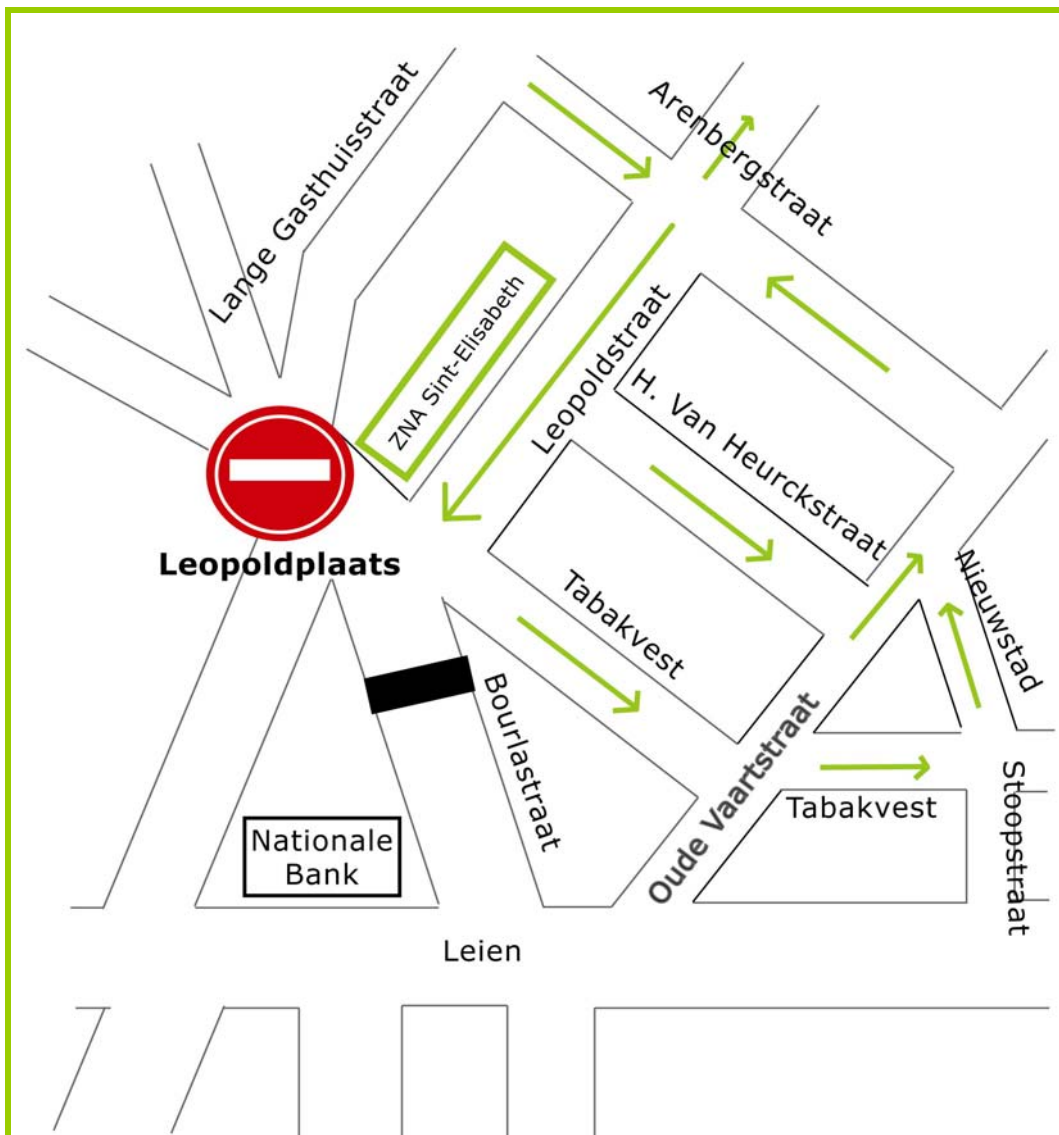 Arenbergstraat
Lange Gasthuisstraat
ZNA Sint-Elisabeth
Leopoldstraat
H. Van Heurckstraat
Leopoldplaats
Tabakvest
Nieuwstad
Bourlastraat
Oude Vaartstraat
Stoopstraat
Tabakvest
Nationale
Bank
Leien